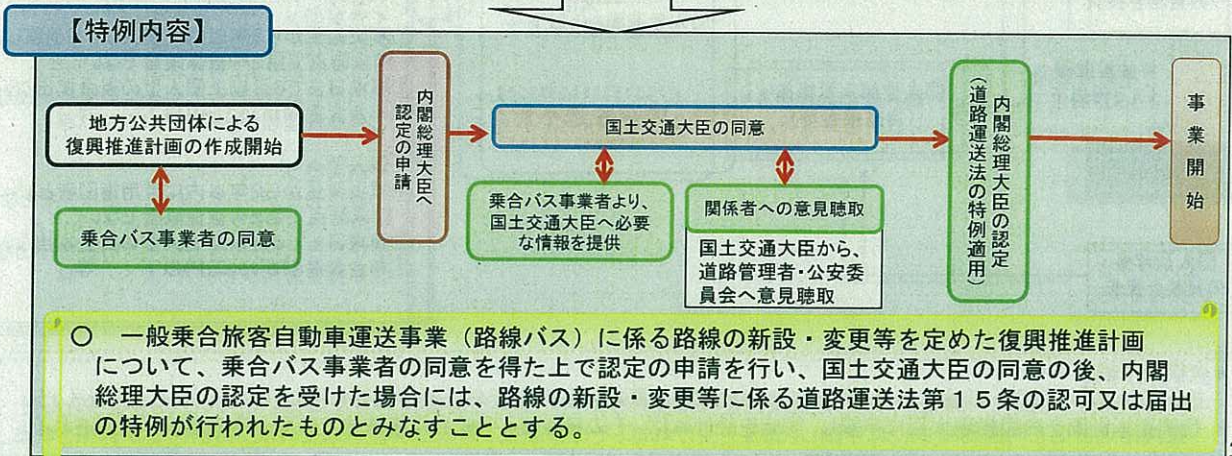 【特例内容】
地方公共団体による
復興推進計画の作成開始
乗合バス事業者の同意
内閣総理大臣へ
認定の申請
国土交通大臣の同意
乗合バス事業者より、
国土交通大臣へ必要
な情報を提供
関係者への意見聴取
国土交通大臣から、
道路管理者・公安委
員会へ意見聴取
内閣総理大臣の認定
(道路運送法の特例適用)
事業開始
○ 一般乗合旅客自動車運送事業(路線バス)に係る路線の新設・変更等を定めた復興推進計画
について、乗合バス事業者の同意を得た上で認定の申請を行い、国土交通大臣の同意の後、内閣
総理大臣の認定を受けた場合には、路線の新設・変更等に係る道路運送法第15条の認可又は届出
の特例が行われたものとみなすこととする。